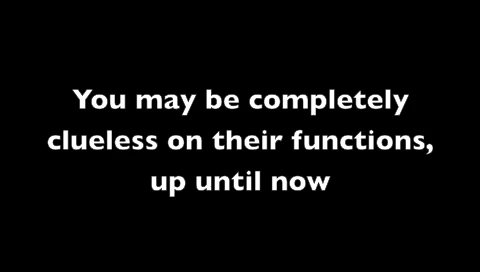 You may be completely
clueless on their functions,
up until now